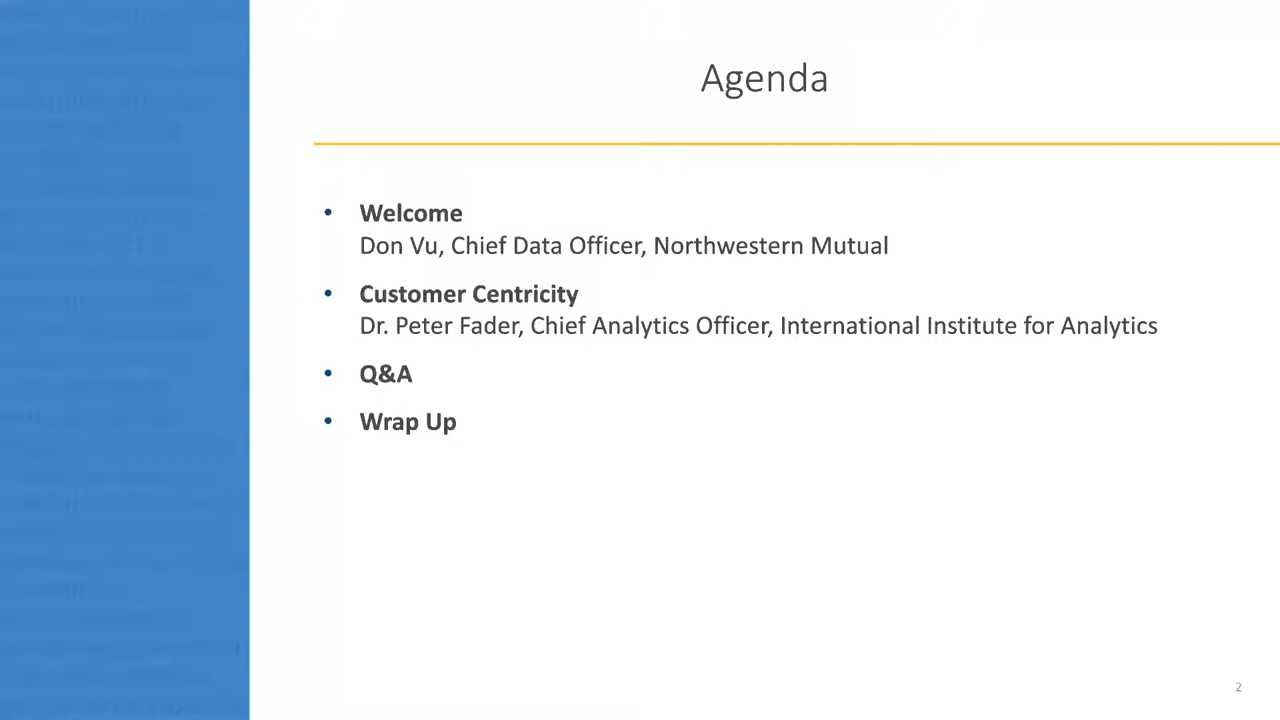 Agenda
• Welcome
Don Vu, Chief Data Officer, Northwestern Mutual
• Customer Centricity
Dr. Peter Fader, Chief Analytics Officer, International Institute for Analytics
• Q&A
• Wrap Up
2